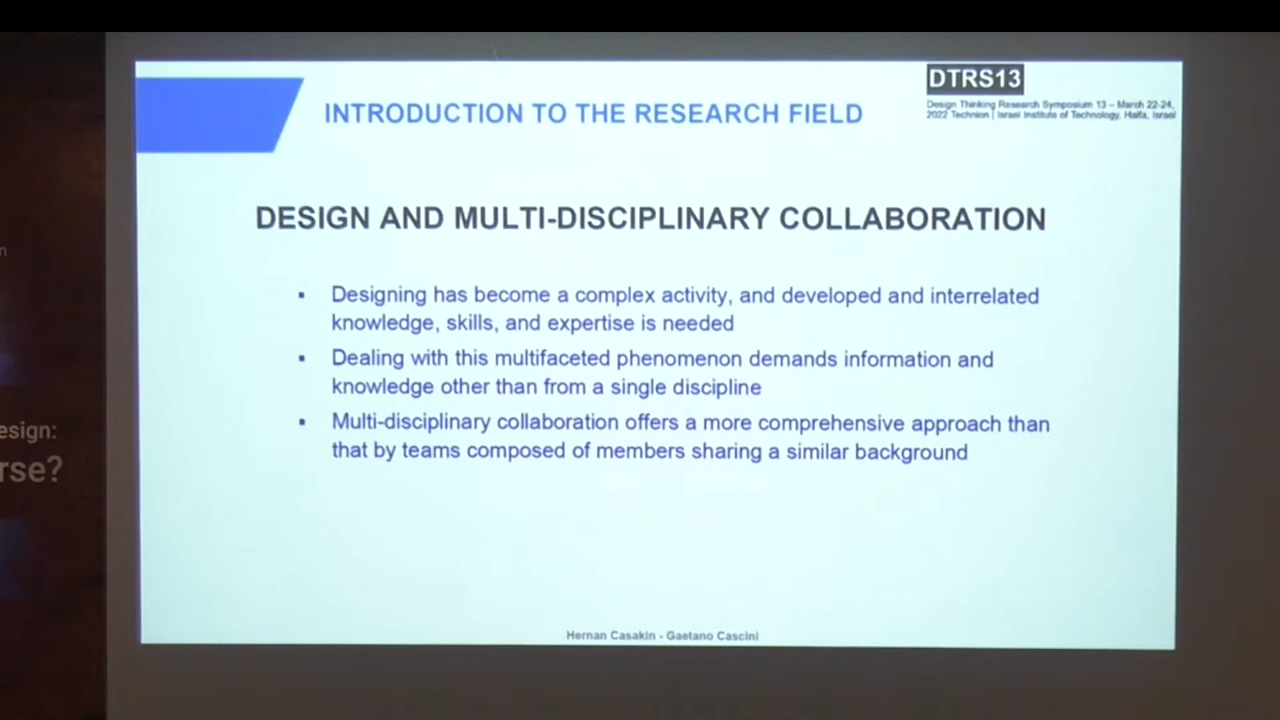 DTRS13
INTRODUCTION TO THE RESEARCH FIELD
Design Thinking Research Symposium 13 – March 22-24,
2022 Technion | Israel Institute of Technology, Haifa, Israel
DESIGN AND MULTI-DISCIPLINARY COLLABORATION
▪ Designing has become a complex activity, and developed and interrelated
knowledge, skills, and expertise is needed
▪ Dealing with this multifaceted phenomenon demands information and
knowledge other than from a single discipline
▪ Multi-disciplinary collaboration offers a more comprehensive approach than
that by teams composed of members sharing a similar background
Hernan Casakin - Gaetano Cascini
n
esign:
rse?